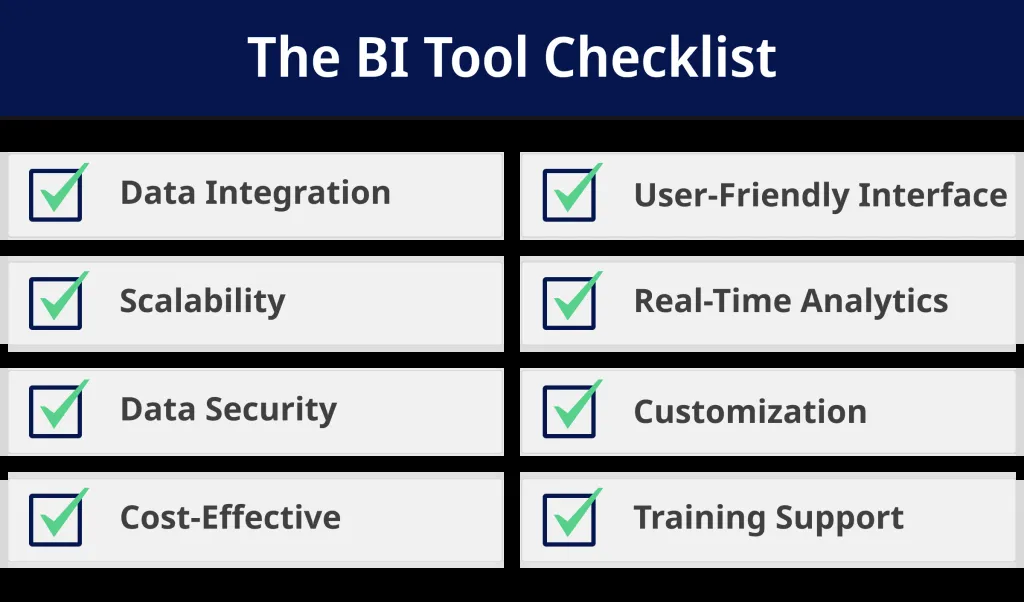 The BI Tool Checklist
Data Integration
User-Friendly Interface
Scalability
Real-Time Analytics
Data Security
Customization
Cost-Effective
Training Support